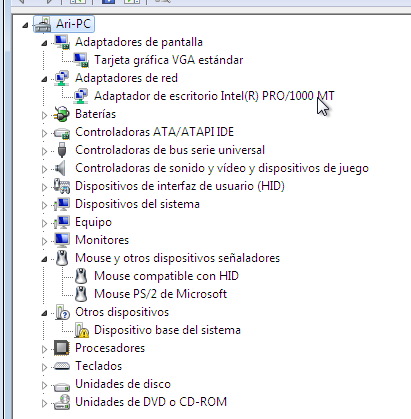 Ari-PC
Adaptadores de pantalla
Tarjeta gráfica VGA estándar
Adaptadores de red
Adaptador de escritorio Intel(R) PRO/1000 MT
Baterías
Controladoras ATA/ATAPI IDE
Controladoras de bus serie universal
Controladoras de sonido y vídeo y dispositivos de juego
Dispositivos de interfaz de usuario (HID)
Dispositivos del sistema
Equipo
Monitores
Mouse y otros dispositivos señaladores
Mouse compatible con HID
Mouse PS/2 de Microsoft
Otros dispositivos
Dispositivo base del sistema
Procesadores
Teclados
Unidades de disco
Unidades de DVD o CD-ROM